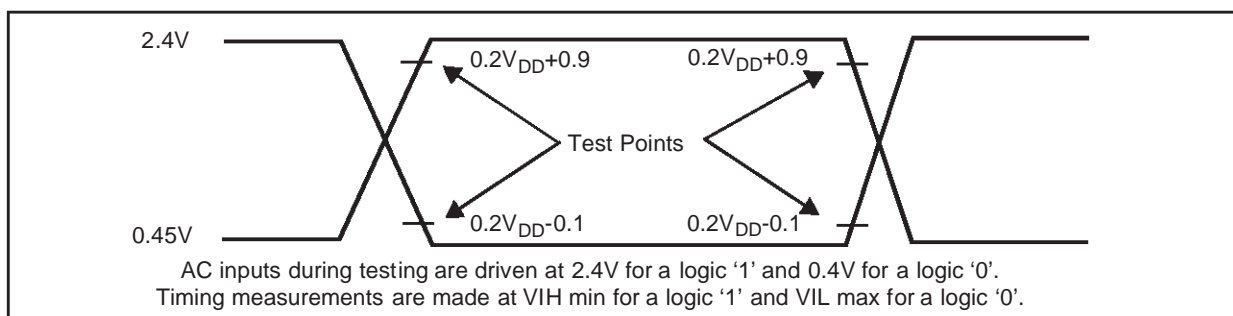 2.4V
0.2VDD+0.9 0.2VDD+0.9
Test Points
0.2VDD-0.1 0.2VDD-0.1
0.45V
AC inputs during testing are driven at 2.4V for a logic ‘1’ and 0.4V for a logic ‘0’.
Timing measurements are made at VIH min for a logic ‘1’ and VIL max for a logic ‘0’.